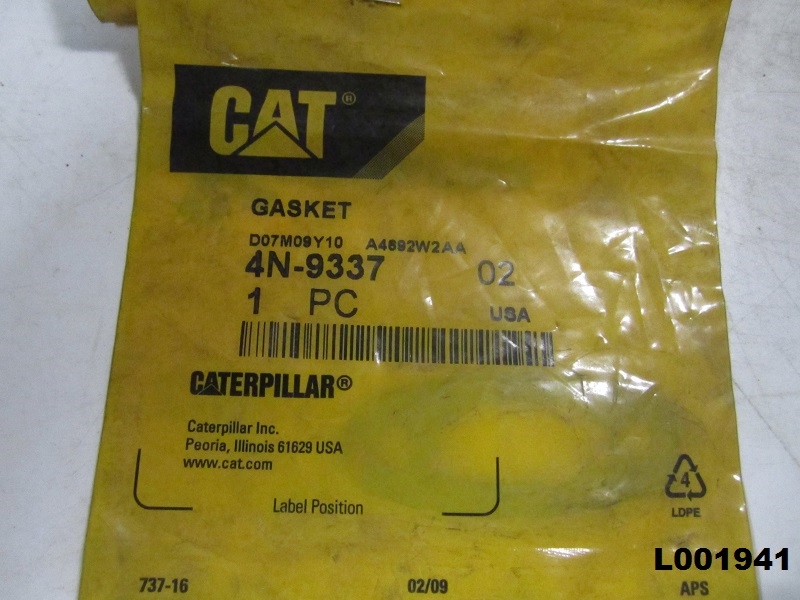 CAT®
GASKET
D07M09Y10 A4692W2AA
4N-9337 02
1 PC USA
CATERPILLAR®
Caterpillar Inc.
Peoria, Illinois 61629 USA
www.cat.com
Label Position
4
LDPE
L001941
737-16 02/09 APS